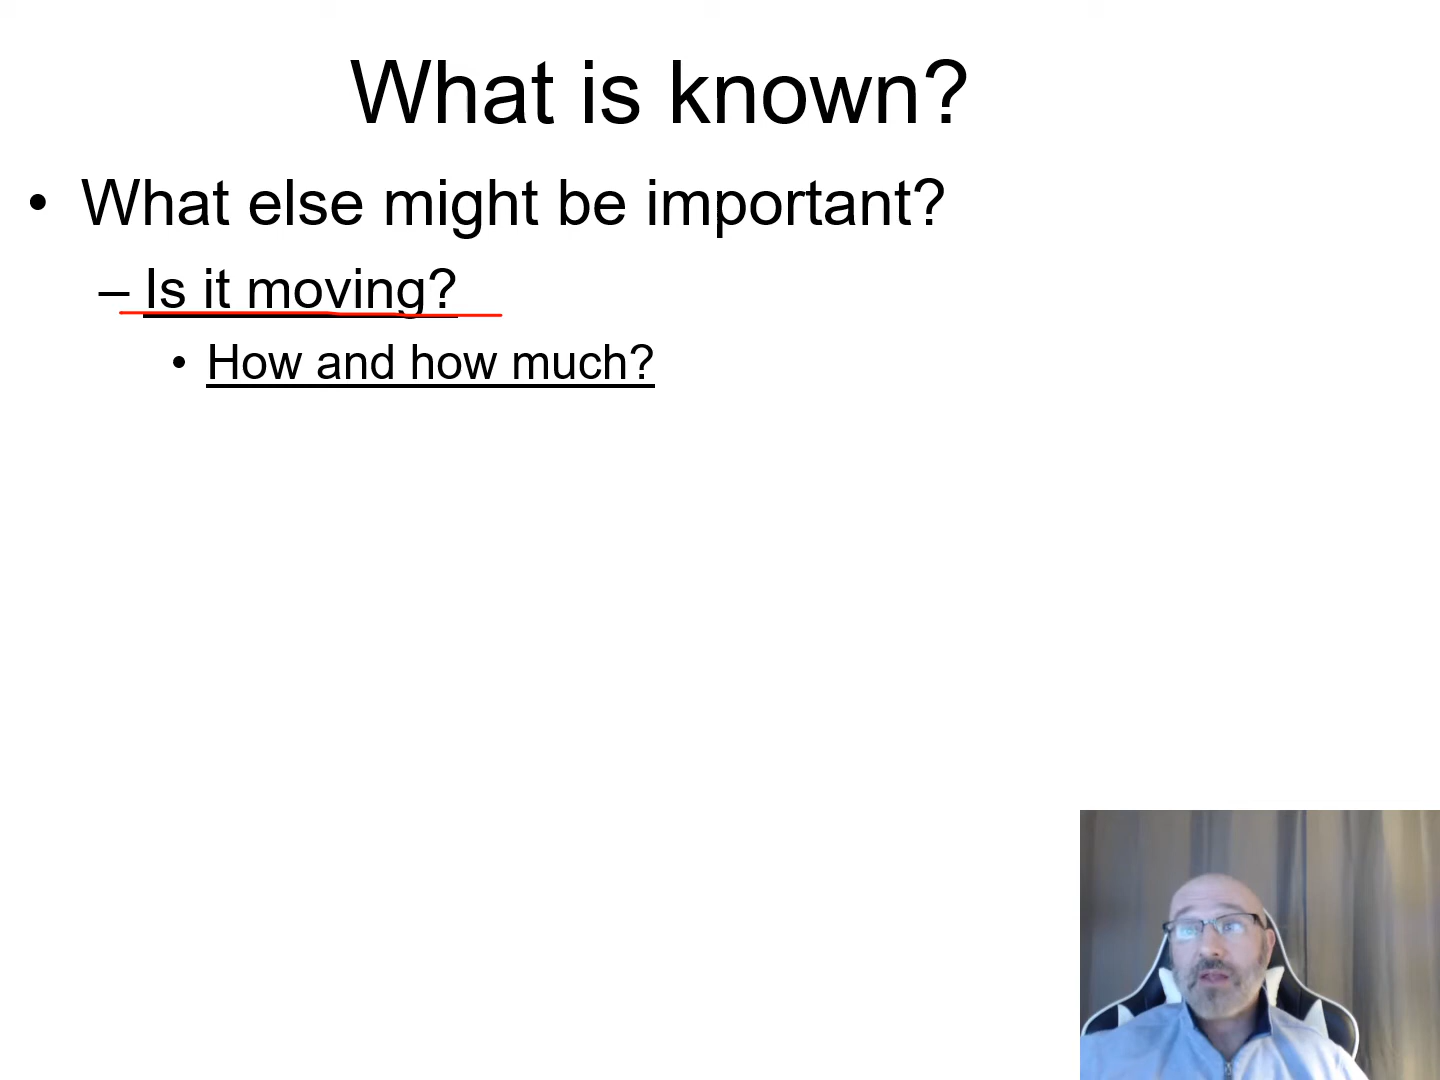 What is known?
• What else might be important?
– Is it moving?
• How and how much?